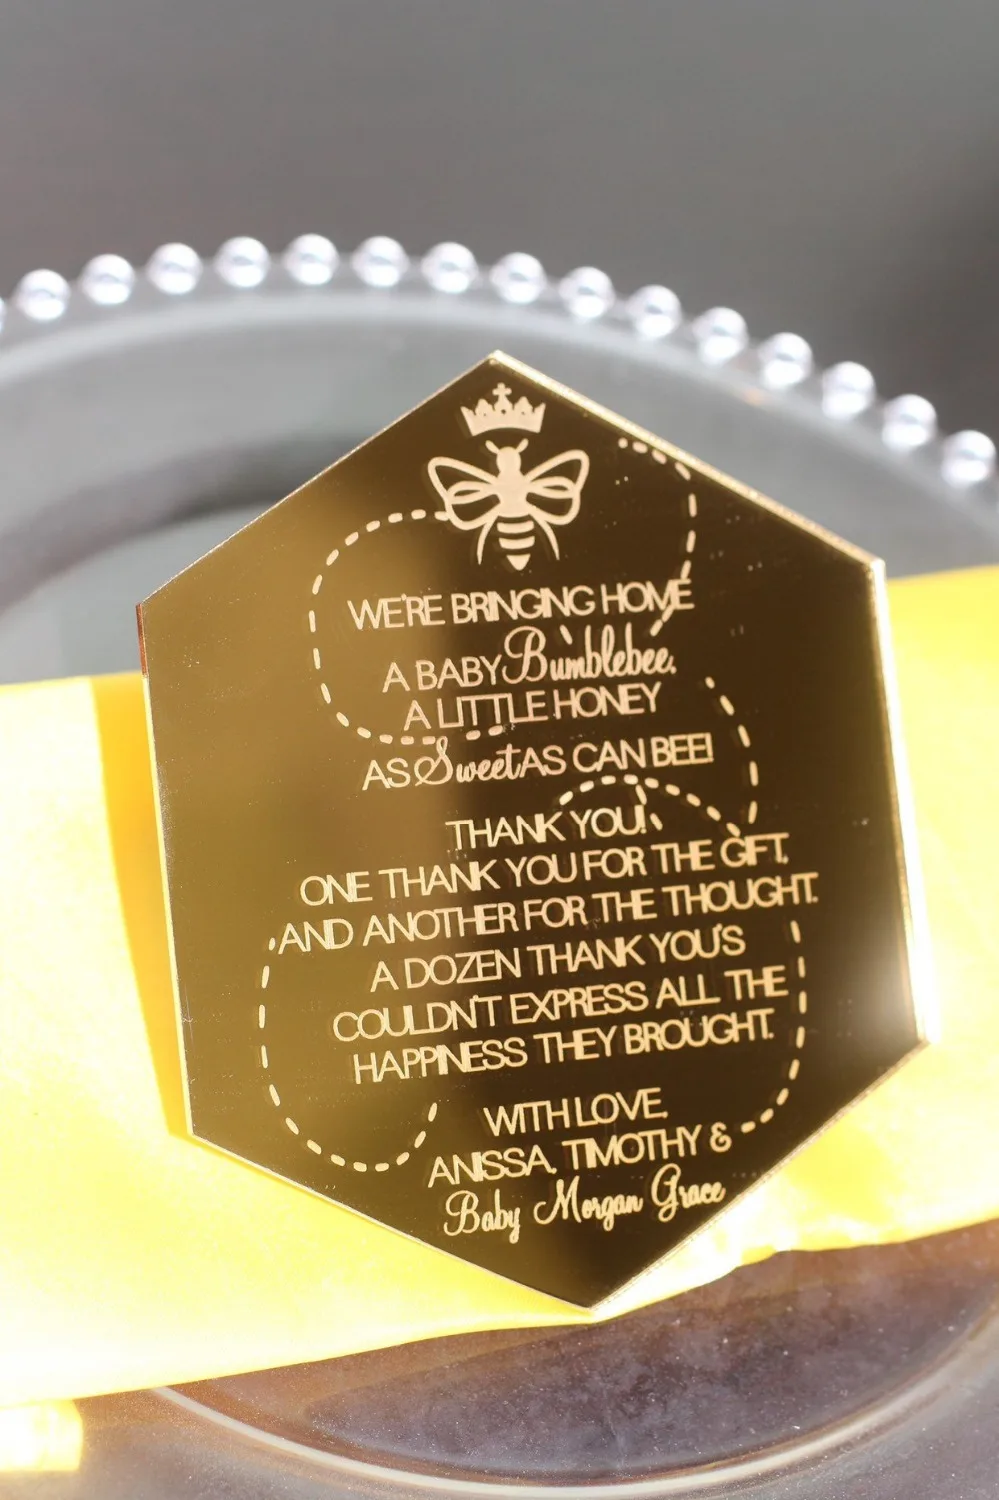 WE'RE BRINGING HOME
A BABY Bumblebee,
A LITTLE HONEY
AS Sweet AS CAN BEE!
THANK YOU!
ONE THANK YOU FOR THE GIFT,
AND ANOTHER FOR THE THOUGHT.
A DOZEN THANK YOU'S
COULDN'T EXPRESS ALL THE
HAPPINESS THEY BROUGHT.
WITH LOVE,
ANISSA, TIMOTHY &
Baby Morgan Grace